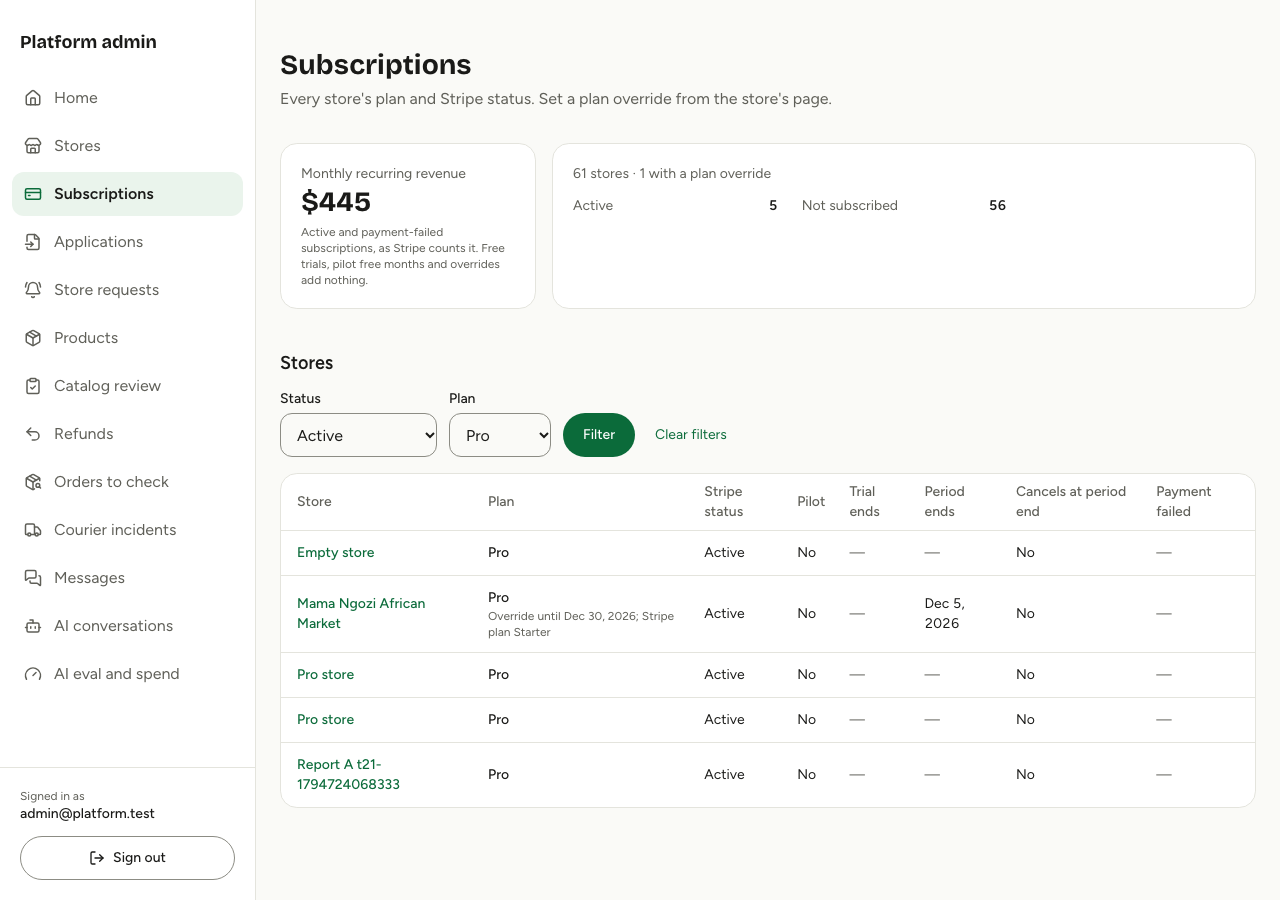 Platform admin
Home
Stores
Subscriptions
Applications
Store requests
Products
Catalog review
Refunds
Orders to check
Courier incidents
Messages
AI conversations
AI eval and spend
Signed in as
admin@platform.test
Sign out
Subscriptions
Every store's plan and Stripe status. Set a plan override from the store's page.
Monthly recurring revenue
$445
Active and payment-failed
subscriptions, as Stripe counts it. Free
trials, pilot free months and overrides
add nothing.
61 stores · 1 with a plan override
Active 5 Not subscribed 56
Stores
Status Plan
Active Pro Filter Clear filters
Store Plan Stripe status Pilot Trial ends Period ends Cancels at period end Payment failed
Empty store Pro Active No — — No —
Mama Ngozi African Market Pro Override until Dec 30, 2026; Stripe plan Starter Active No — Dec 5, 2026 No —
Pro store Pro Active No — — No —
Pro store Pro Active No — — No —
Report A t21-1794724068333 Pro Active No — — No —